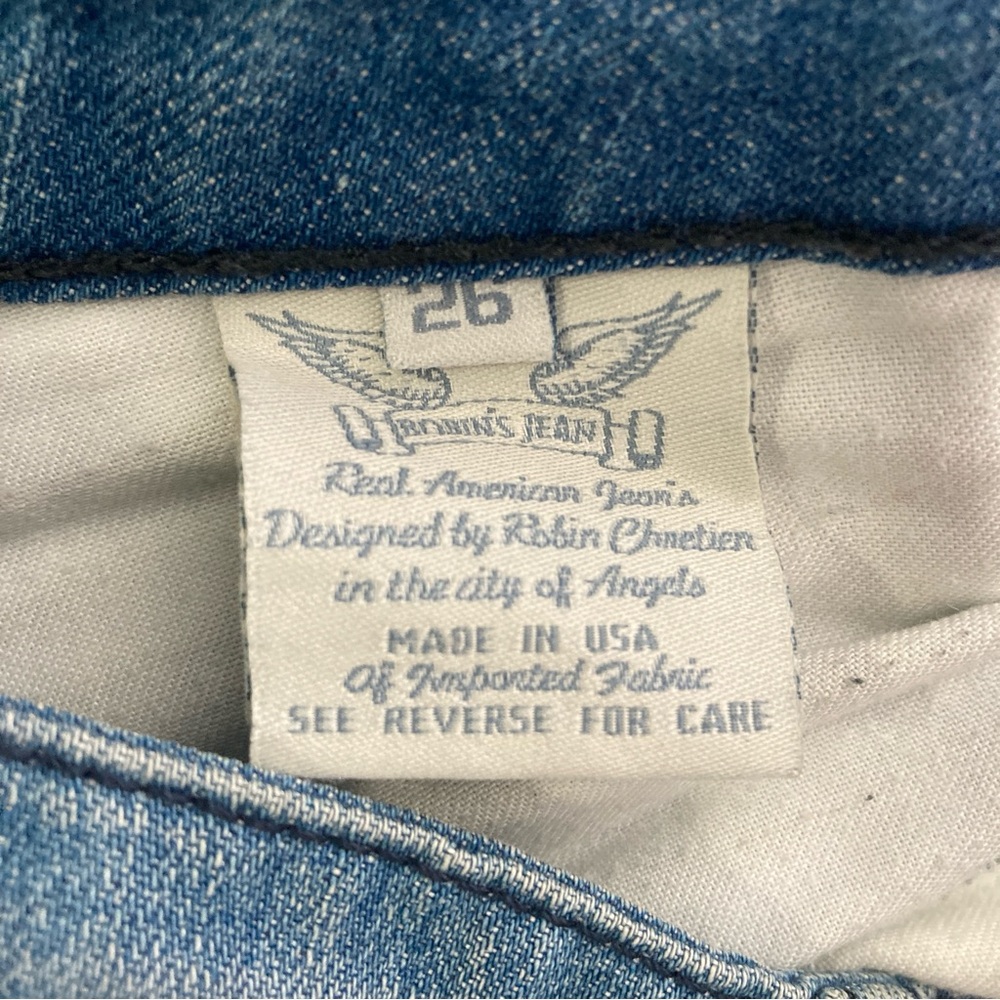 26
ROBIN'S JEAN
Real American Jean's
Designed by Robin Chretien
in the city of Angels
MADE IN USA
Of Imported Fabric
SEE REVERSE FOR CARE